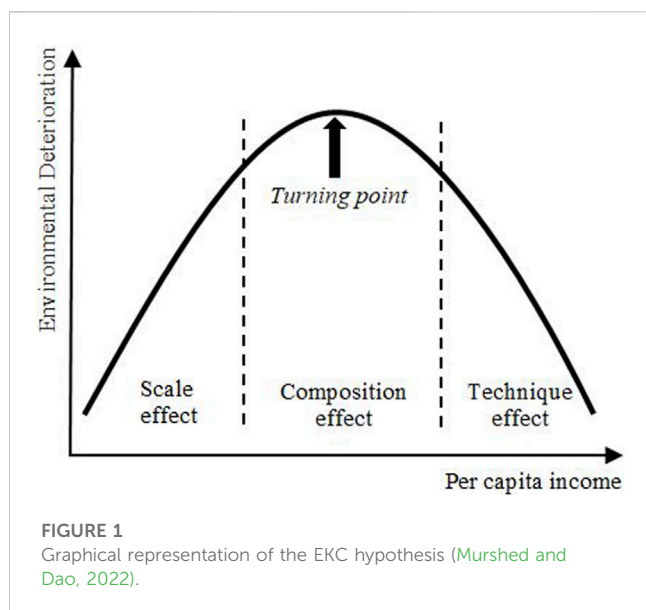 Environmental Deterioration
Turning point
Scale
effect
Composition
effect
Technique
effect
Per capita income
FIGURE 1
Graphical representation of the EKC hypothesis (Murshed and
Dao, 2022).